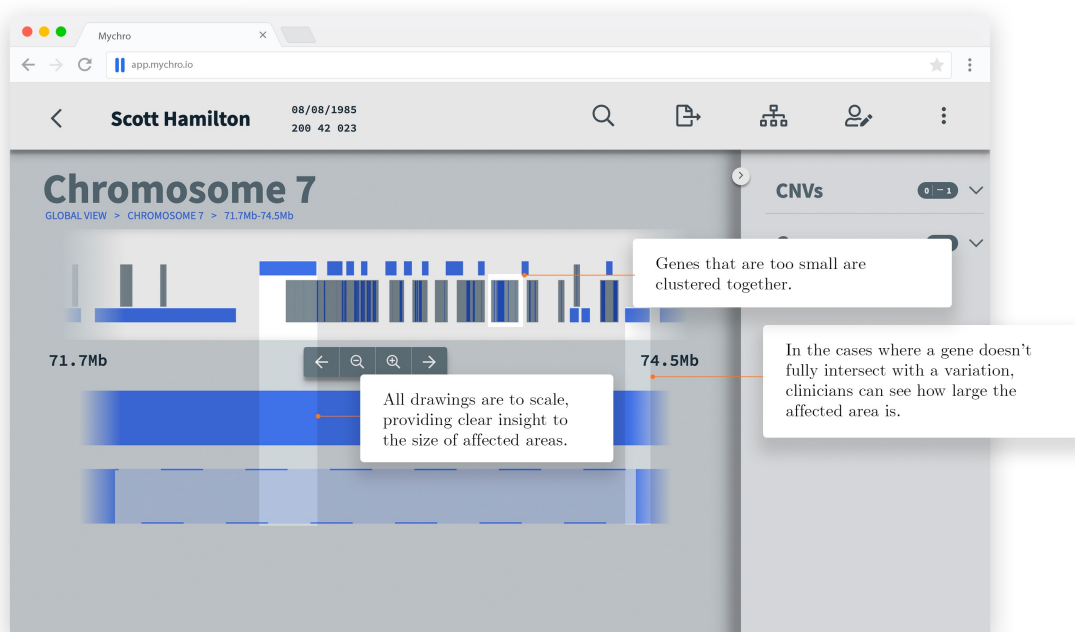 Mychro
app.mychro.io
Scott Hamilton
08/08/1985
200 42 023
Chromosome 7
GLOBAL VIEW > CHROMOSOME 7 > 71.7Mb-74.5Mb
CNVs
0 | − 1
Genes that are too small are
clustered together.
71.7Mb
74.5Mb
In the cases where a gene doesn't
fully intersect with a variation,
clinicians can see how large the
affected area is.
All drawings are to scale,
providing clear insight to
the size of affected areas.